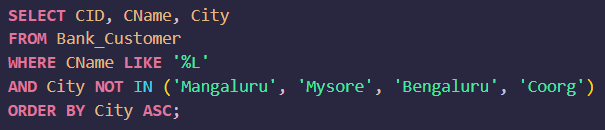 SELECT CID, CName, City
FROM Bank_Customer
WHERE CName LIKE '%L'
AND City NOT IN ('Mangaluru', 'Mysore', 'Bengaluru', 'Coorg')
ORDER BY City ASC;